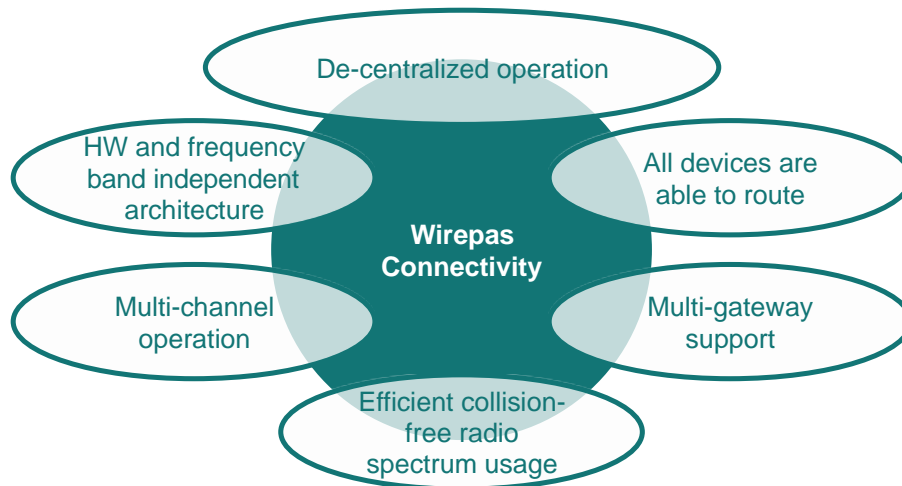 De-centralized operation
HW and frequency
band independent
architecture
All devices are
able to route
Wirepas
Connectivity
Multi-channel
operation
Multi-gateway
support
Efficient collision-
free radio
spectrum usage